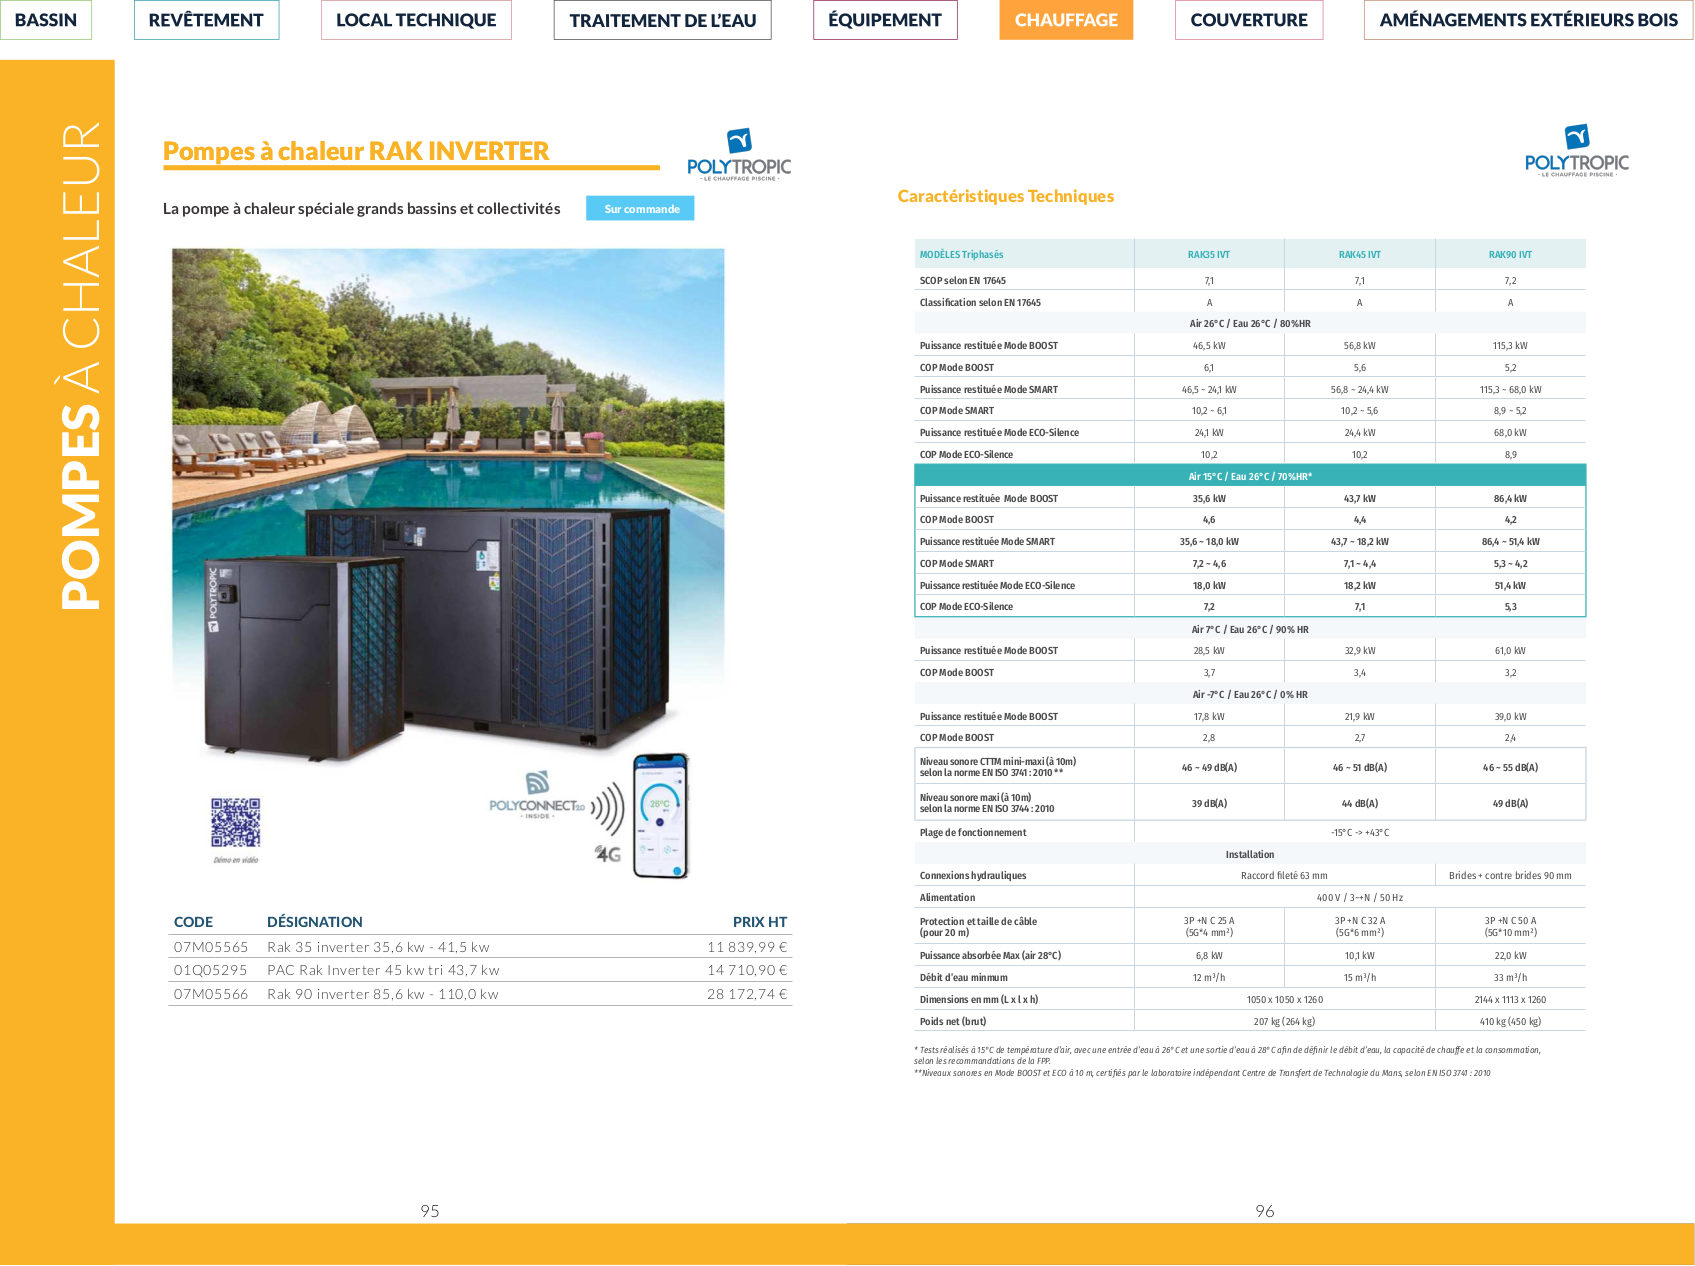 BASSIN
REVÊTEMENT
LOCAL TECHNIQUE
TRAITEMENT DE L'EAU
ÉQUIPEMENT
CHAUFFAGE
COUVERTURE
AMÉNAGEMENTS EXTÉRIEURS BOIS
POMPES À CHALEUR
Pompes à chaleur RAK INVERTER
POLYTROPIC
- LE CHAUFFAGE PISCINE -
La pompe à chaleur spéciale grands bassins et collectivités
Sur commande
POLYTROPIC
POLYCONNECT 2.0
- INSIDE -
4G
26°C
Démo en vidéo
CODE DÉSIGNATION PRIX HT
07M05565 Rak 35 inverter 35,6 kw - 41,5 kw 11 839,99 €
01Q05295 PAC Rak Inverter 45 kw tri 43,7 kw 14 710,90 €
07M05566 Rak 90 inverter 85,6 kw - 110,0 kw 28 172,74 €
95
POLYTROPIC
- LE CHAUFFAGE PISCINE -
Caractéristiques Techniques
MODÈLES Triphasés RAK35 IVT RAK45 IVT RAK90 IVT
SCOP selon EN 17645 7,1 7,1 7,2
Classification selon EN 17645 A A A
Air 26°C / Eau 26°C / 80%HR
Puissance restituée Mode BOOST 46,5 kW 56,8 kW 115,3 kW
COP Mode BOOST 6,1 5,6 5,2
Puissance restituée Mode SMART 46,5 ~ 24,1 kW 56,8 ~ 24,4 kW 115,3 ~ 68,0 kW
COP Mode SMART 10,2 ~ 6,1 10,2 ~ 5,6 8,9 ~ 5,2
Puissance restituée Mode ECO-Silence 24,1 kW 24,4 kW 68,0 kW
COP Mode ECO-Silence 10,2 10,2 8,9
Air 15°C / Eau 26°C / 70%HR*
Puissance restituée Mode BOOST 35,6 kW 43,7 kW 86,4 kW
COP Mode BOOST 4,6 4,4 4,2
Puissance restituée Mode SMART 35,6 ~ 18,0 kW 43,7 ~ 18,2 kW 86,4 ~ 51,4 kW
COP Mode SMART 7,2 ~ 4,6 7,1 ~ 4,4 5,3 ~ 4,2
Puissance restituée Mode ECO-Silence 18,0 kW 18,2 kW 51,4 kW
COP Mode ECO-Silence 7,2 7,1 5,3
Air 7°C / Eau 26°C / 90% HR
Puissance restituée Mode BOOST 28,5 kW 32,9 kW 61,0 kW
COP Mode BOOST 3,7 3,4 3,2
Air -7°C / Eau 26°C / 0% HR
Puissance restituée Mode BOOST 17,8 kW 21,9 kW 39,0 kW
COP Mode BOOST 2,8 2,7 2,4
Niveau sonore CTTM mini-maxi (à 10m)
selon la norme EN ISO 3741 : 2010 ** 46 ~ 49 dB(A) 46 ~ 51 dB(A) 46 ~ 55 dB(A)
Niveau sonore maxi (à 10m)
selon la norme EN ISO 3744 : 2010 39 dB(A) 44 dB(A) 49 dB(A)
Plage de fonctionnement -15°C -> +43°C
Installation
Connexions hydrauliques Raccord fileté 63 mm Brides + contre brides 90 mm
Alimentation 400 V / 3~+N / 50 Hz
Protection et taille de câble 3P +N C 25 A 3P +N C 32 A 3P +N C 50 A
(pour 20 m) (5G*4 mm²) (5G*6 mm²) (5G*10 mm²)
Puissance absorbée Max (air 28°C) 6,8 kW 10,1 kW 22,0 kW
Débit d'eau minmum 12 m³/h 15 m³/h 33 m³/h
Dimensions en mm (L x l x h) 1050 x 1050 x 1260 2144 x 1113 x 1260
Poids net (brut) 207 kg (264 kg) 410 kg (450 kg)
* Tests réalisés à 15°C de température d'air, avec une entrée d'eau à 26°C et une sortie d'eau à 28°C afin de définir le débit d'eau, la capacité de chauffe et la consommation,
selon les recommandations de la FPP.
**Niveaux sonores en Mode BOOST et ECO à 10 m, certifiés par le laboratoire indépendant Centre de Transfert de Technologie du Mans, selon EN ISO 3741 : 2010
96